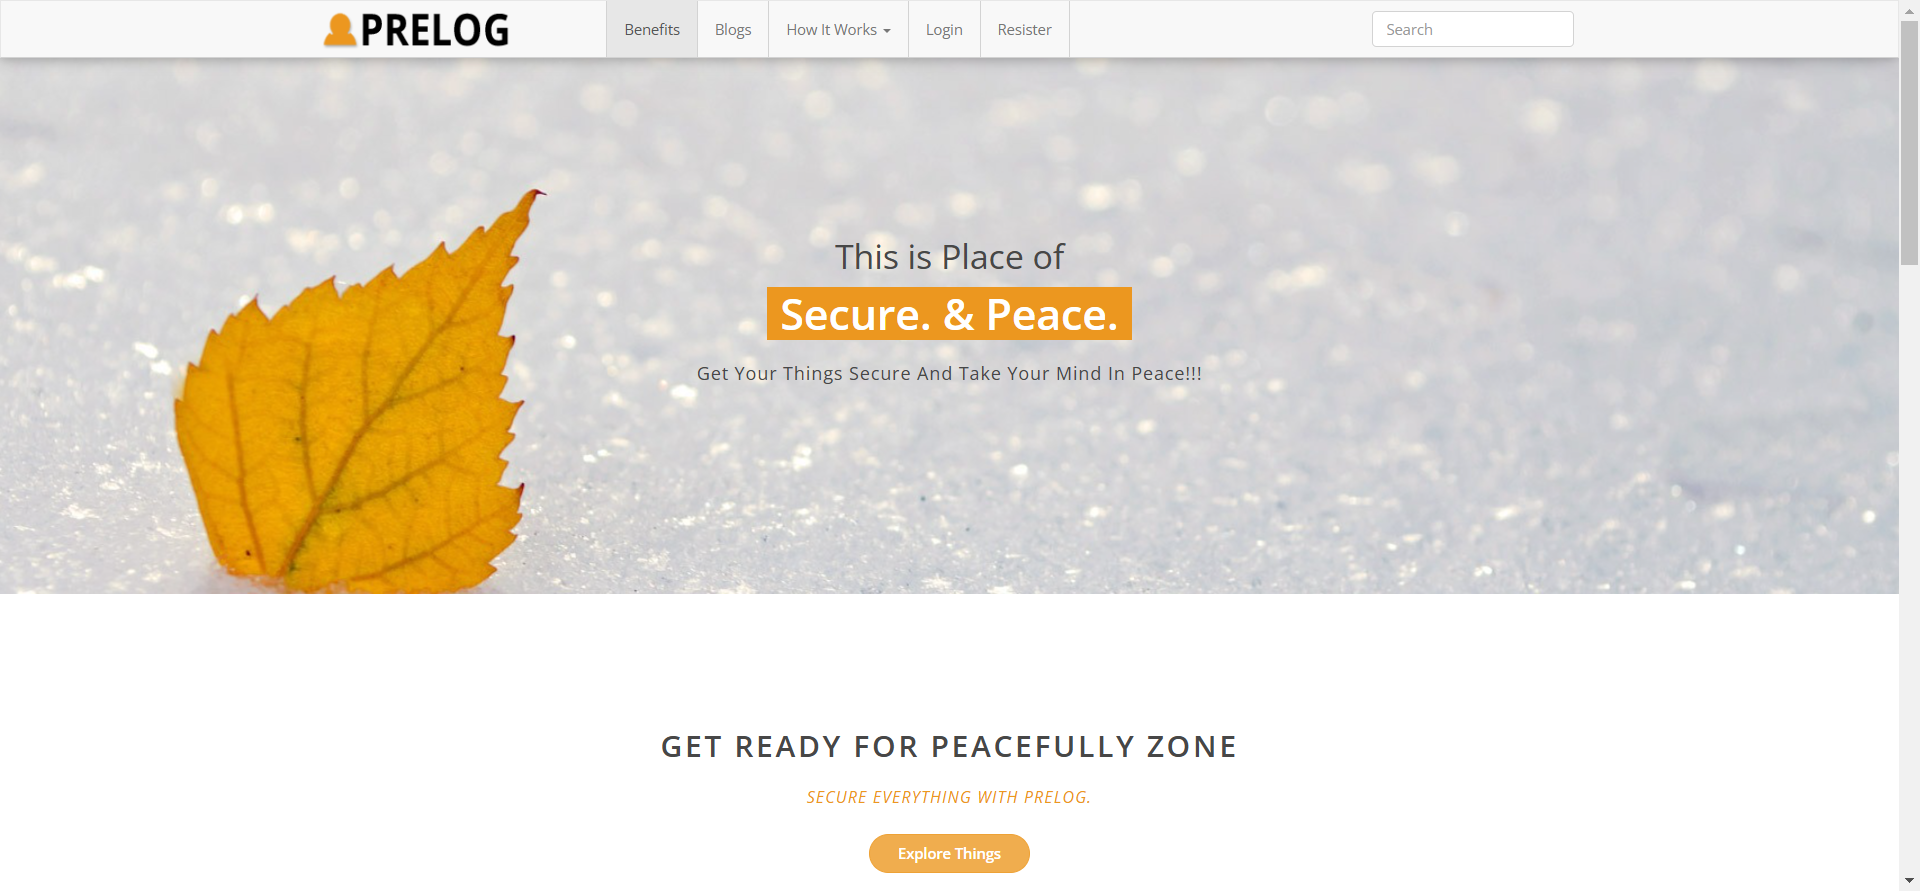 PRELOG
Benefits
Blogs
How It Works
Login
Resister
Search
This is Place of
Secure. & Peace.
Get Your Things Secure And Take Your Mind In Peace!!!
GET READY FOR PEACEFULLY ZONE
SECURE EVERYTHING WITH PRELOG.
Explore Things